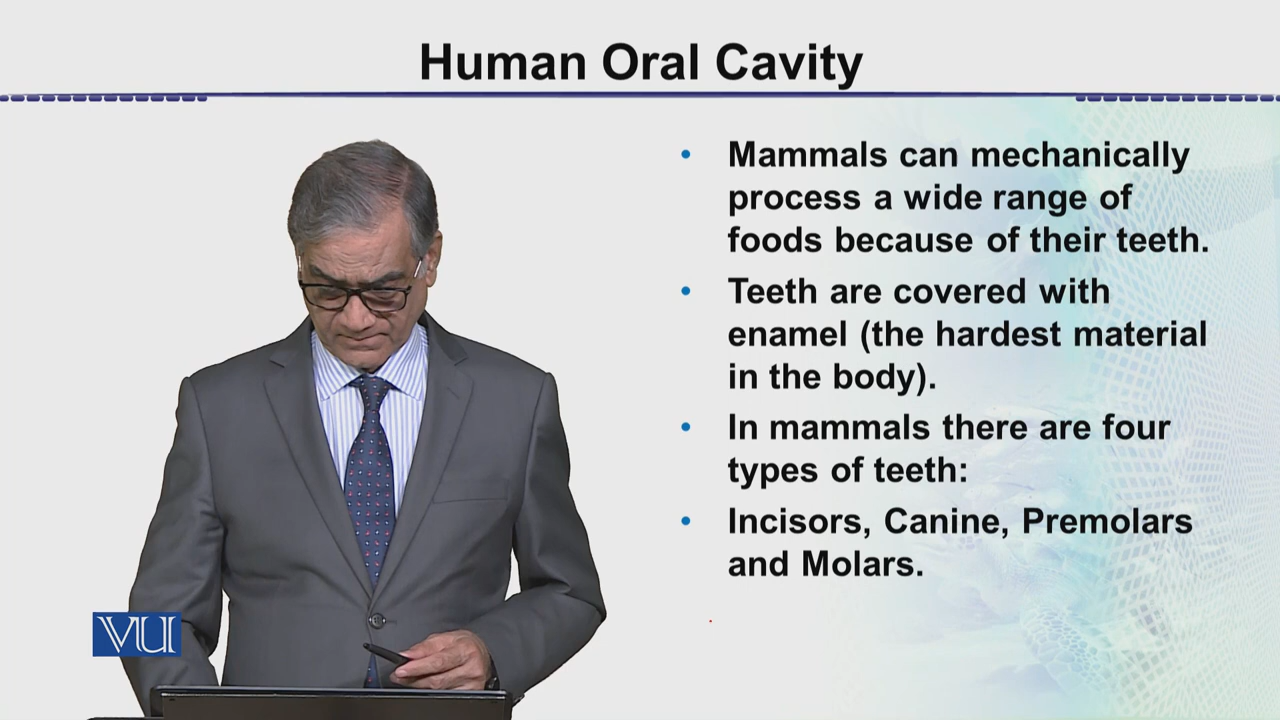 Human Oral Cavity
• Mammals can mechanically
process a wide range of
foods because of their teeth.
• Teeth are covered with
enamel (the hardest material
in the body).
• In mammals there are four
types of teeth:
• Incisors, Canine, Premolars
and Molars.
VU